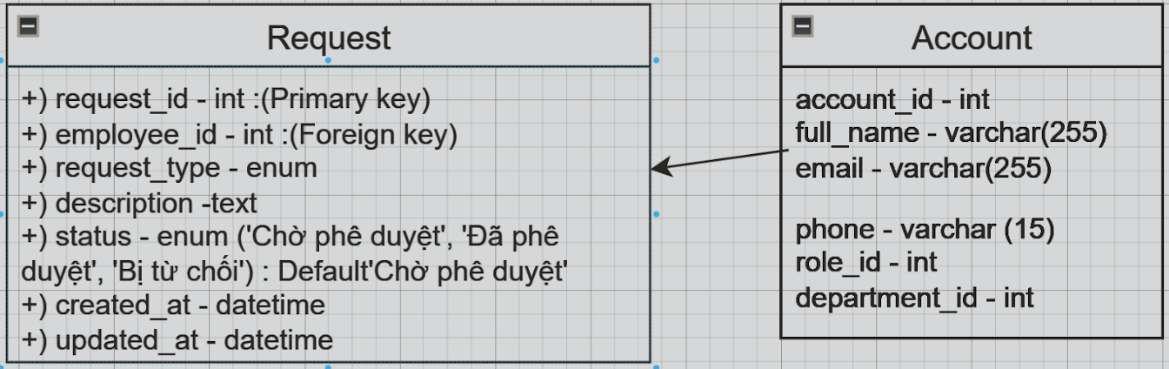 Request
+) request_id - int :(Primary key)
+) employee_id - int :(Foreign key)
+) request_type - enum
+) description -text
+) status - enum ('Chờ phê duyệt', 'Đã phê
duyệt', 'Bị từ chối') : Default'Chờ phê duyệt'
+) created_at - datetime
+) updated_at - datetime
Account
account_id - int
full_name - varchar(255)
email - varchar(255)
phone - varchar (15)
role_id - int
department_id - int